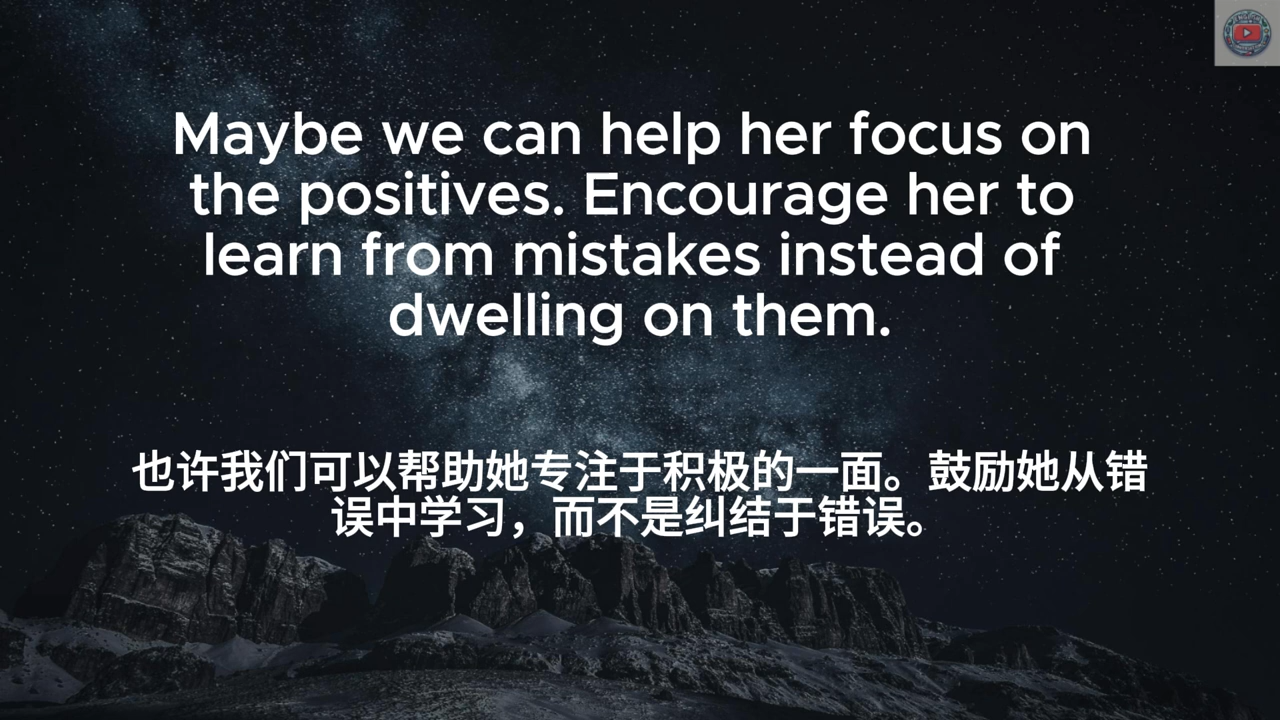 Maybe we can help her focus on
the positives. Encourage her to
learn from mistakes instead of
dwelling on them.
也许我们可以帮助她专注于积极的一面。鼓励她从错
误中学习，而不是纠结于错误。